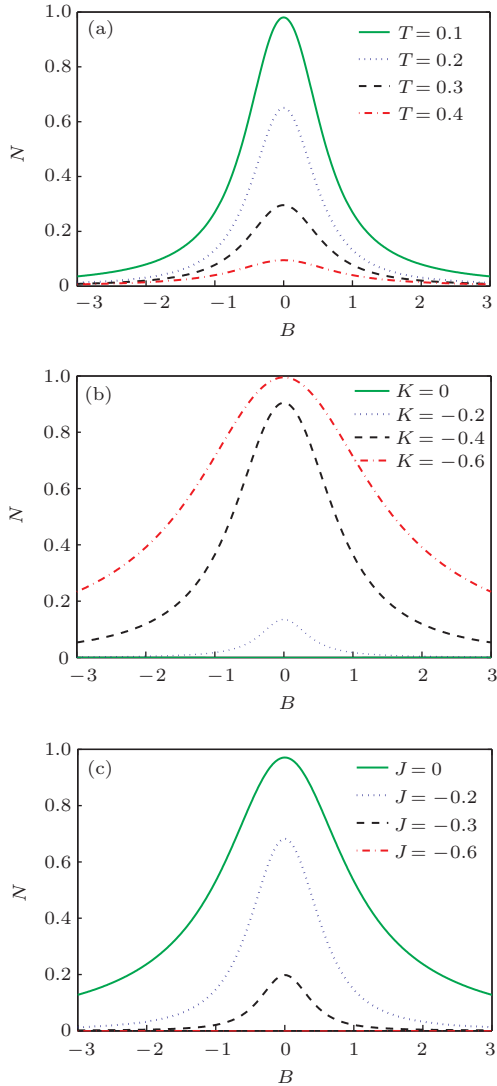 (a)
T = 0.1
T = 0.2
T = 0.3
T = 0.4
1.0
0.8
0.6
0.4
0.2
0
N
−3 −2 −1 0 1 2 3
B
(b)
K = 0
K = −0.2
K = −0.4
K = −0.6
1.0
0.8
0.6
0.4
0.2
0
N
−3 −2 −1 0 1 2 3
B
(c)
J = 0
J = −0.2
J = −0.3
J = −0.6
1.0
0.8
0.6
0.4
0.2
0
N
−3 −2 −1 0 1 2 3
B